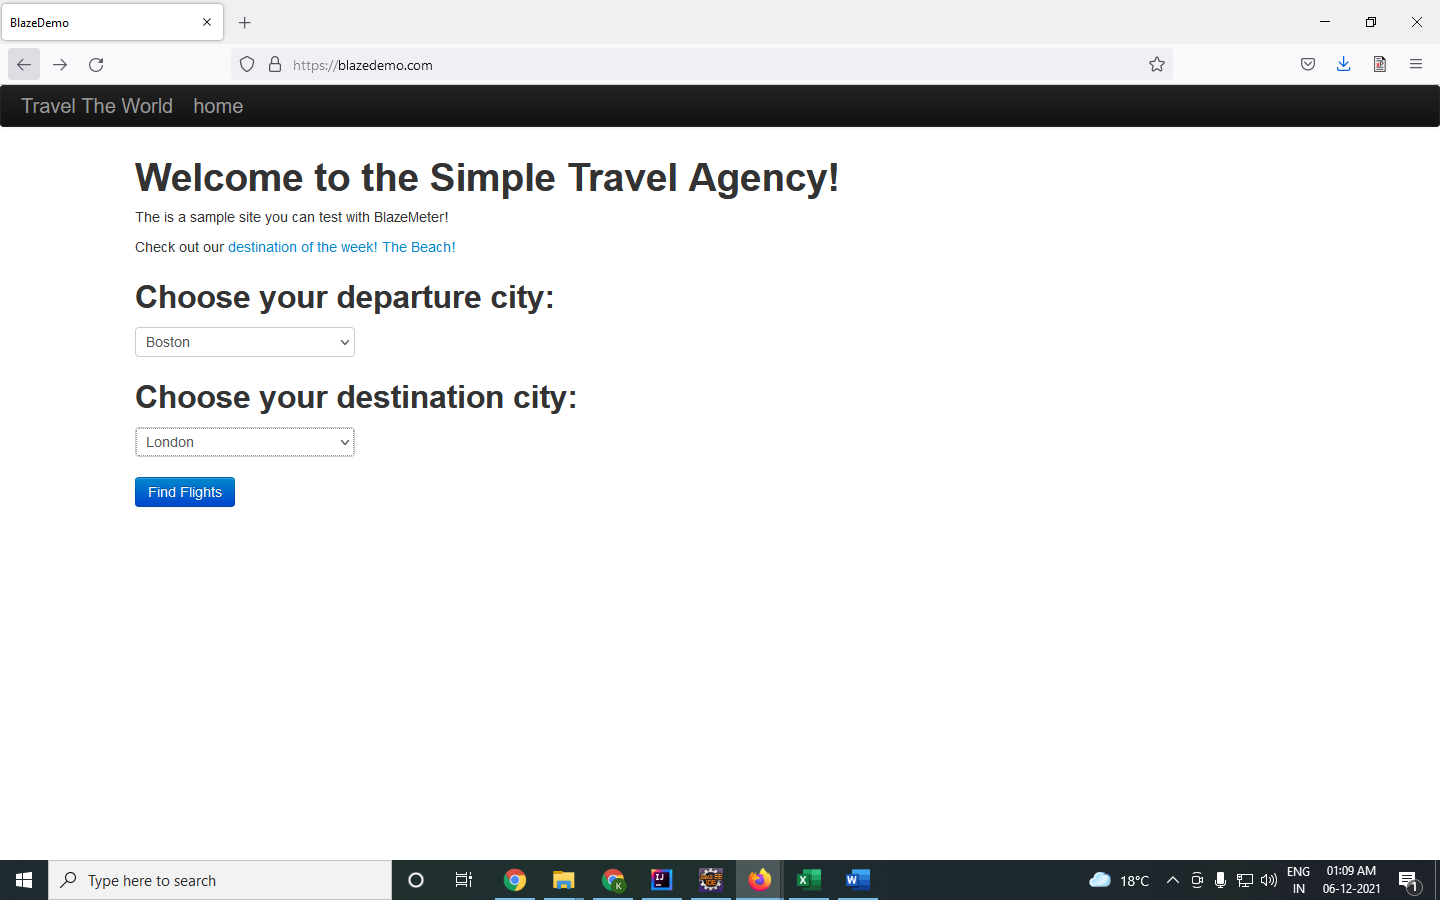 BlazeDemo
https://blazedemo.com
Travel The World home
Welcome to the Simple Travel Agency!
The is a sample site you can test with BlazeMeter!
Check out our destination of the week! The Beach!
Choose your departure city:
Boston
Choose your destination city:
London
Find Flights
Type here to search
K
IJ
X
W
18°C
ENG
IN
01:09 AM
06-12-2021
1